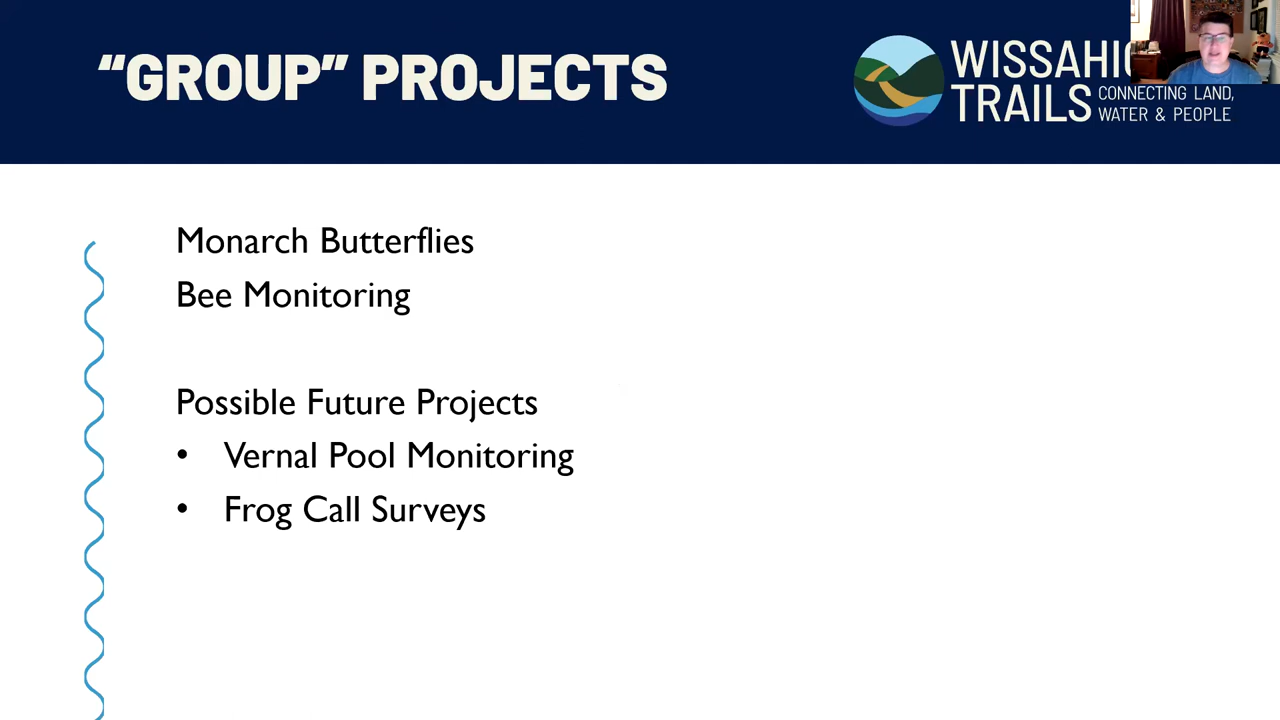 “GROUP” PROJECTS
WISSAHIC
TRAILS
CONNECTING LAND,
WATER & PEOPLE
Monarch Butterflies
Bee Monitoring
Possible Future Projects
• Vernal Pool Monitoring
• Frog Call Surveys